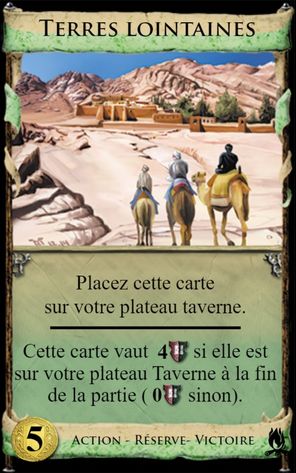 TERRES LOINTAINES
Placez cette carte
sur votre plateau taverne.
Cette carte vaut 4 si elle est
sur votre plateau Taverne à la fin
de la partie ( 0 sinon).
5
ACTION - RÉSERVE- VICTOIRE